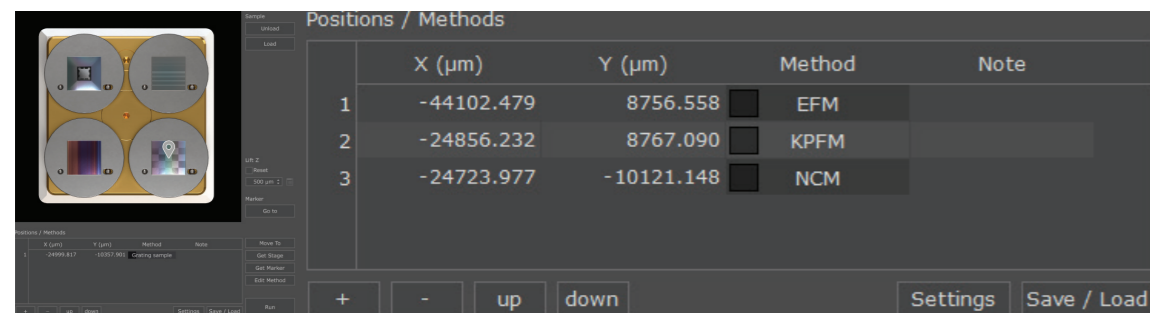 Sample
Unload
Load
Lift Z
Reset
500 µm
Marker
Go to
Positions / Methods
X (µm) Y (µm) Method Note
1 -24999.817 -10357.901 Grating sample
Move To
Get Stage
Get Marker
Edit Method
Run
+ - up down Settings Save / Load
Positions / Methods
X (µm) Y (µm) Method Note
1 -44102.479 8756.558 EFM
2 -24856.232 8767.090 KPFM
3 -24723.977 -10121.148 NCM
+ - up down Settings Save / Load